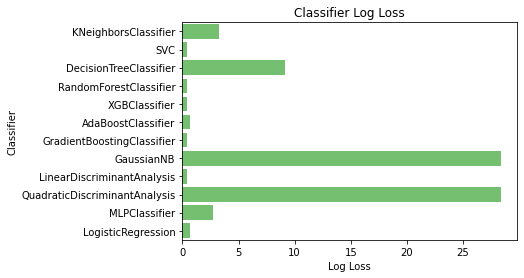 Classifier Log Loss
KNeighborsClassifier
SVC
DecisionTreeClassifier
RandomForestClassifier
XGBClassifier
AdaBoostClassifier
GradientBoostingClassifier
GaussianNB
LinearDiscriminantAnalysis
QuadraticDiscriminantAnalysis
MLPClassifier
LogisticRegression
Classifier
0 5 10 15 20 25
Log Loss